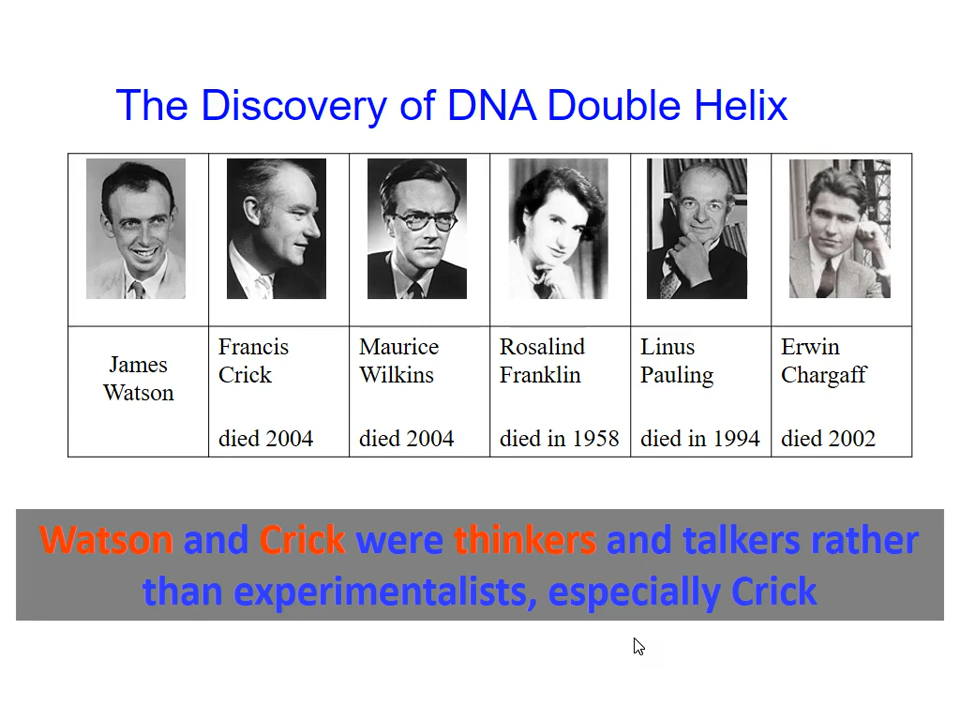 The Discovery of DNA Double Helix
James
Watson
Francis
Crick
died 2004
Maurice
Wilkins
died 2004
Rosalind
Franklin
died in 1958
Linus
Pauling
died in 1994
Erwin
Chargaff
died 2002
Watson and Crick were thinkers and talkers rather
than experimentalists, especially Crick